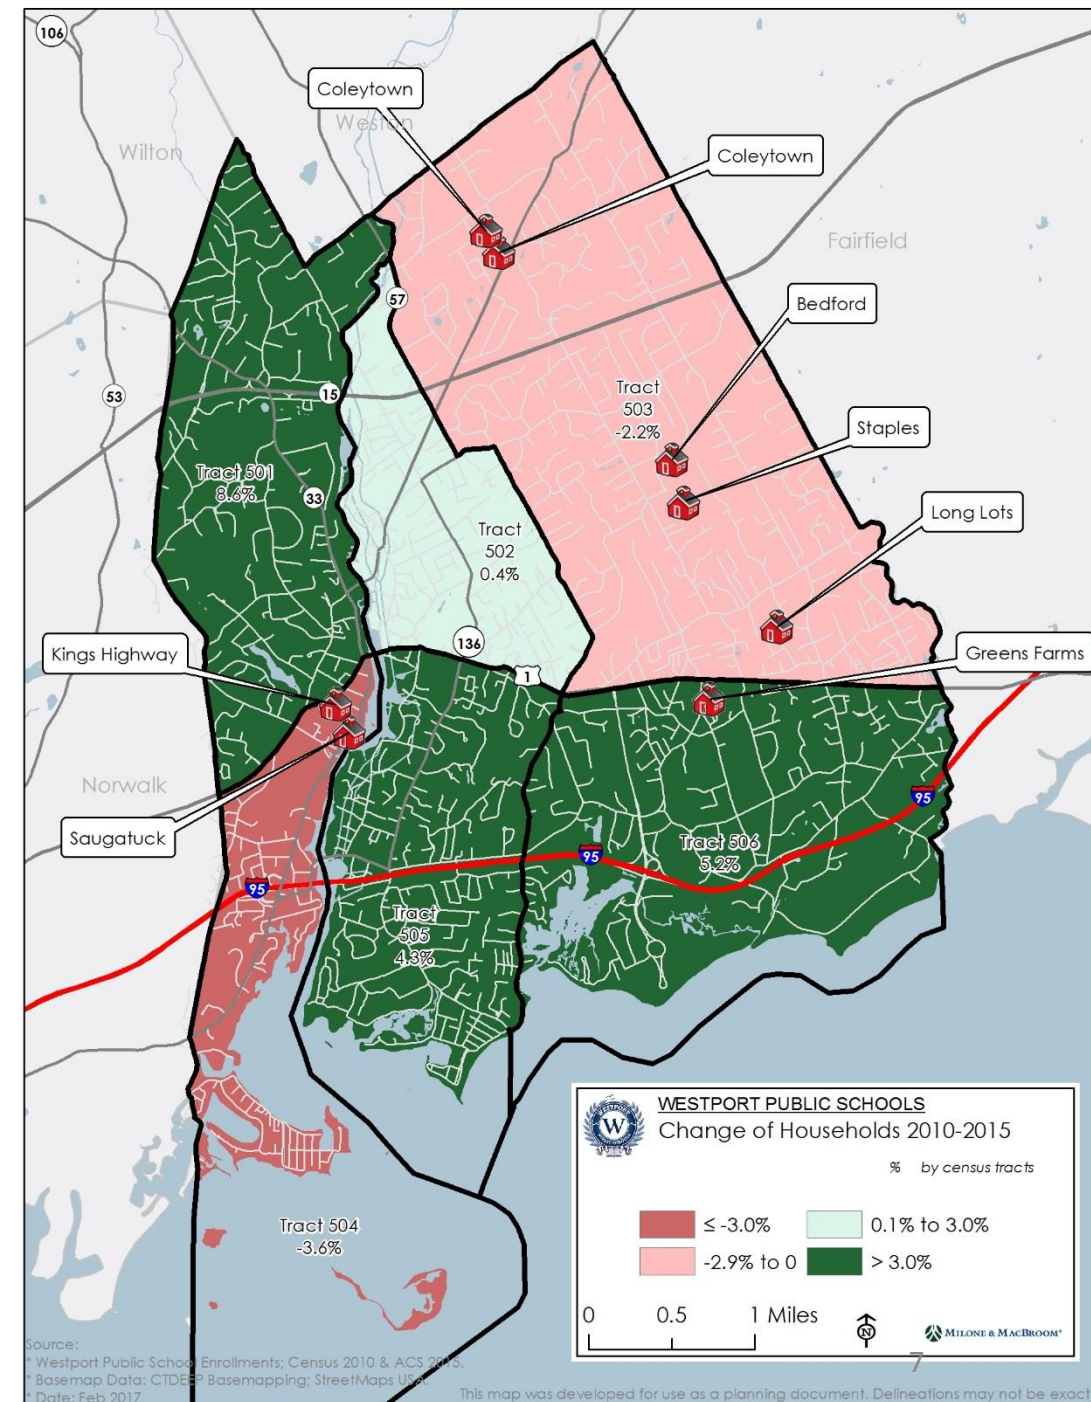 106
Coleytown
Weston
Wilton
Coleytown
Fairfield
57
Bedford
53
15
Tract
503
-2.2%
Staples
Tract 501
8.6%
33
Long Lots
Tract
502
0.4%
Kings Highway
136
1
Greens Farms
Norwalk
95
Saugatuck
95
Tract 506
5.2%
95
Tract
505
4.3%
WESTPORT PUBLIC SCHOOLS
Change of Households 2010-2015
% by census tracts
W
≤ -3.0%
0.1% to 3.0%
-2.9% to 0
> 3.0%
Tract 504
-3.6%
0 0.5 1 Miles
N
MILONE & MACBROOM®
7
Source:
* Westport Public School Enrollments; Census 2010 & ACS 2015.
* Basemap Data: CTDEEP Basemapping; StreetMaps USA.
* Date: Feb 2017
This map was developed for use as a planning document. Delineations may not be exact